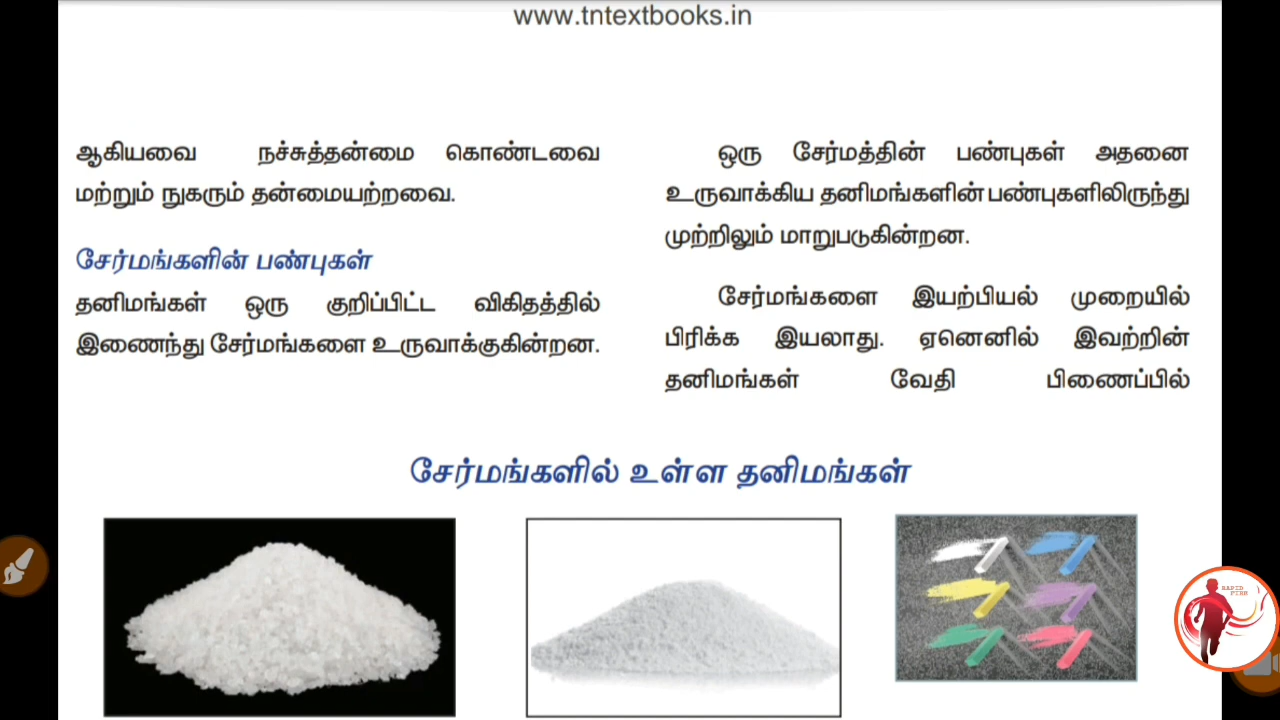 www.tntextbooks.in
ஆகியவை நச்சுத்தன்மை கொண்டவை
மற்றும் நுகரும் தன்மையற்றவை.
சேர்மங்களின் பண்புகள்
தனிமங்கள் ஒரு குறிப்பிட்ட விகிதத்தில்
இணைந்து சேர்மங்களை உருவாக்குகின்றன.
ஒரு சேர்மத்தின் பண்புகள் அதனை
உருவாக்கிய தனிமங்களின் பண்புகளிலிருந்து
முற்றிலும் மாறுபடுகின்றன.
சேர்மங்களை இயற்பியல் முறையில்
பிரிக்க இயலாது. ஏனெனில் இவற்றின்
தனிமங்கள் வேதி பிணைப்பில்
சேர்மங்களில் உள்ள தனிமங்கள்
RAPID
FIRE